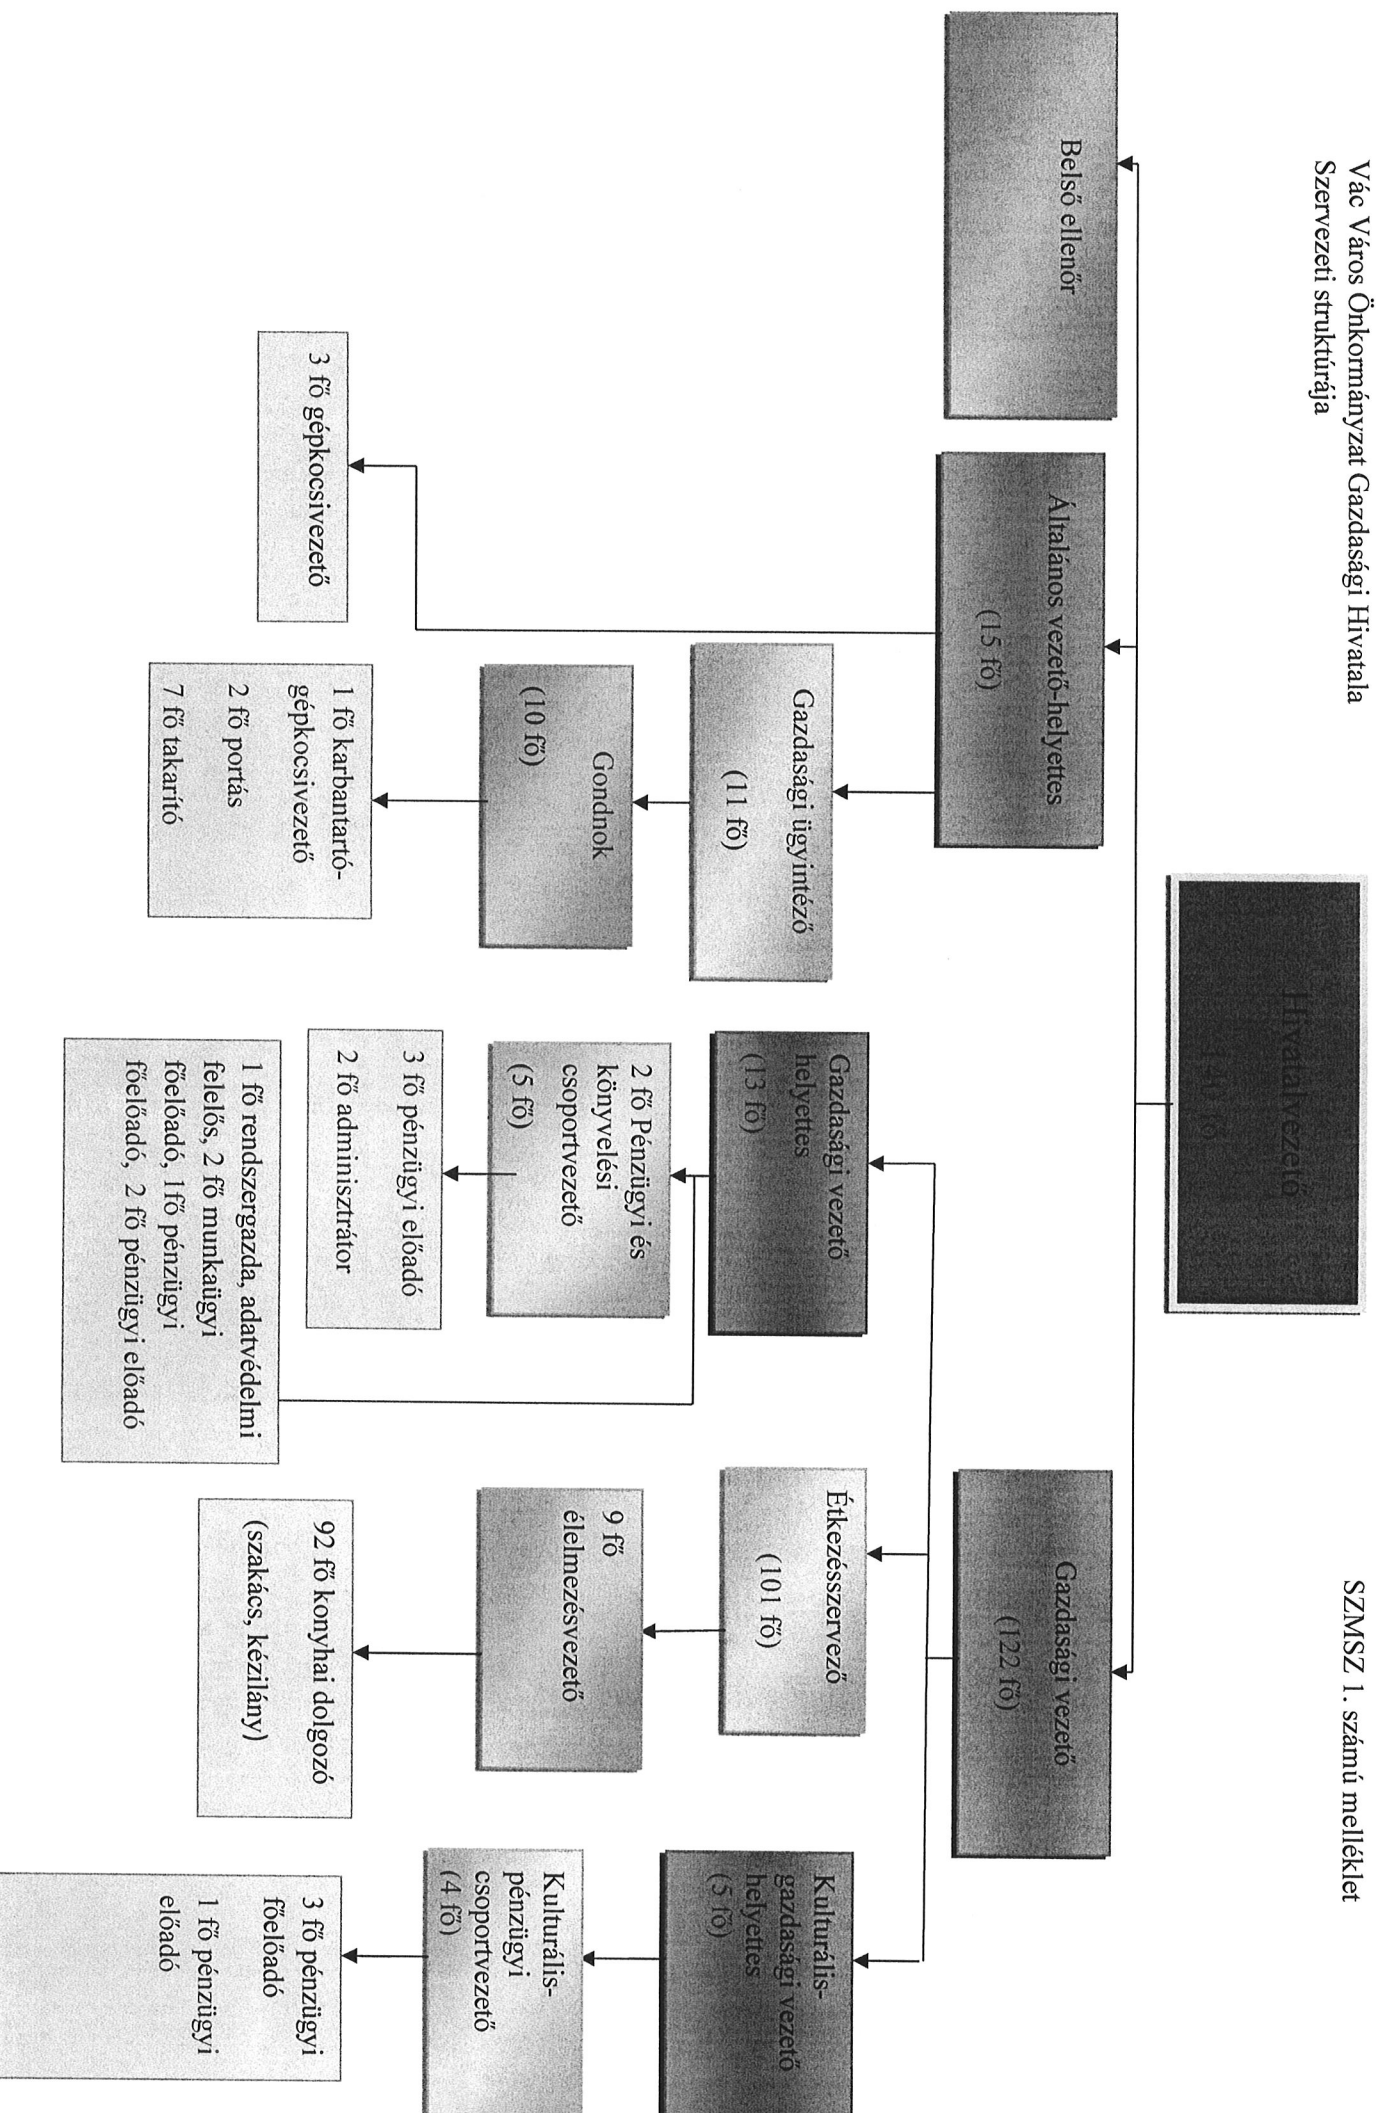 Vác Város Önkormányzat Gazdasági Hivatala
Szervezeti struktúrája
SZMSZ 1. számú melléklet
Hivatalvezető
140 fő
Belső ellenőr
Általános vezető-helyettes
(15 fő)
Gazdasági vezető
(122 fő)
Gazdasági ügyintéző
(11 fő)
Gazdasági vezető
helyettes
(13 fő)
Étkezésszervező
(101 fő)
Kulturális-
gazdasági vezető
helyettes
(5 fő)
Gondnok
(10 fő)
2 fő Pénzügyi és
könyvelési
csoportvezető
(5 fő)
9 fő
élelmezésvezető
Kulturális-
pénzügyi
csoportvezető
(4 fő)
3 fő gépkocsivezető
1 fő karbantartó-
gépkocsivezető
2 fő portás
7 fő takarító
3 fő pénzügyi előadó
2 fő adminisztrátor
92 fő konyhai dolgozó
(szakács, kézilány)
3 fő pénzügyi
főelőadó
1 fő pénzügyi
előadó
1 fő rendszergazda, adatvédelmi
felelős, 2 fő munkaügyi
főelőadó, 1fő pénzügyi
főelőadó, 2 fő pénzügyi előadó